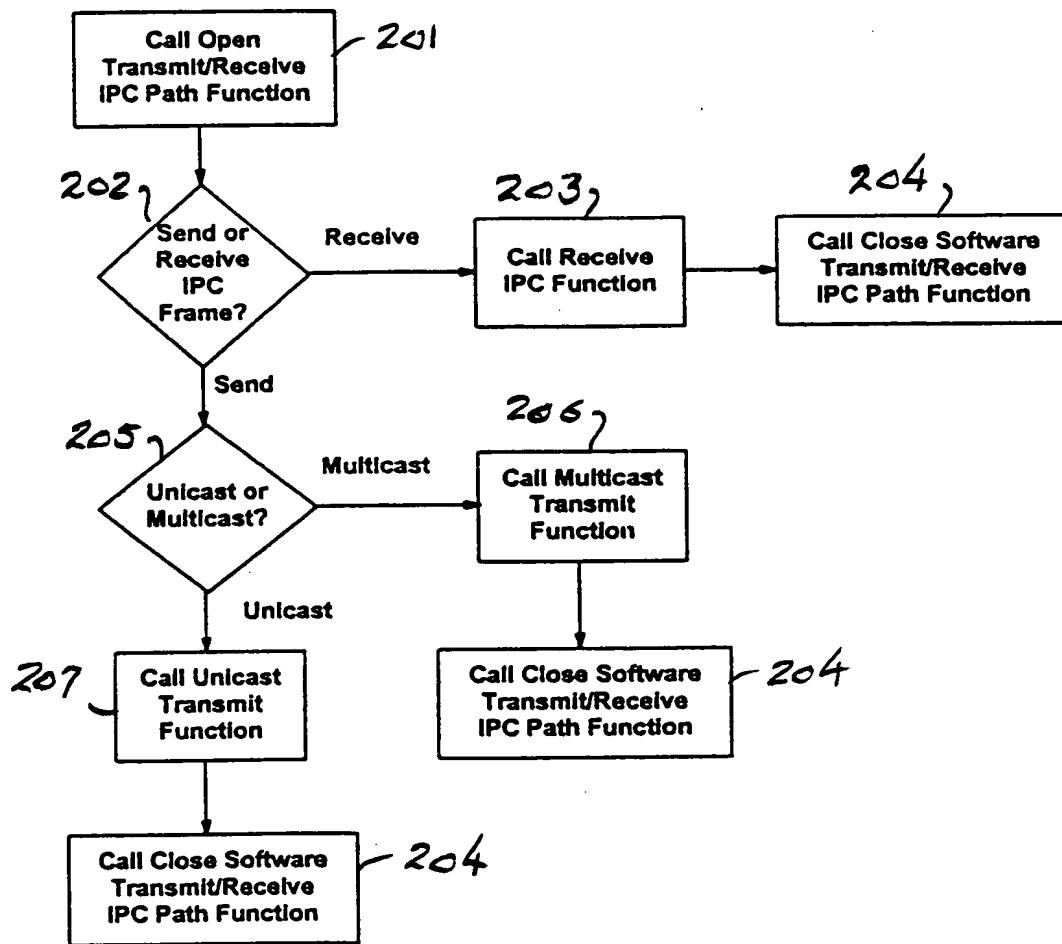 Call Open
Transmit/Receive
IPC Path Function
201
202
Send or
Receive
IPC
Frame?
Receive
203
Call Receive
IPC Function
204
Call Close Software
Transmit/Receive
IPC Path Function
Send
205
Unicast or
Multicast?
Multicast
206
Call Multicast
Transmit
Function
Unicast
207
Call Unicast
Transmit
Function
Call Close Software
Transmit/Receive
IPC Path Function
204
Call Close Software
Transmit/Receive
IPC Path Function
204